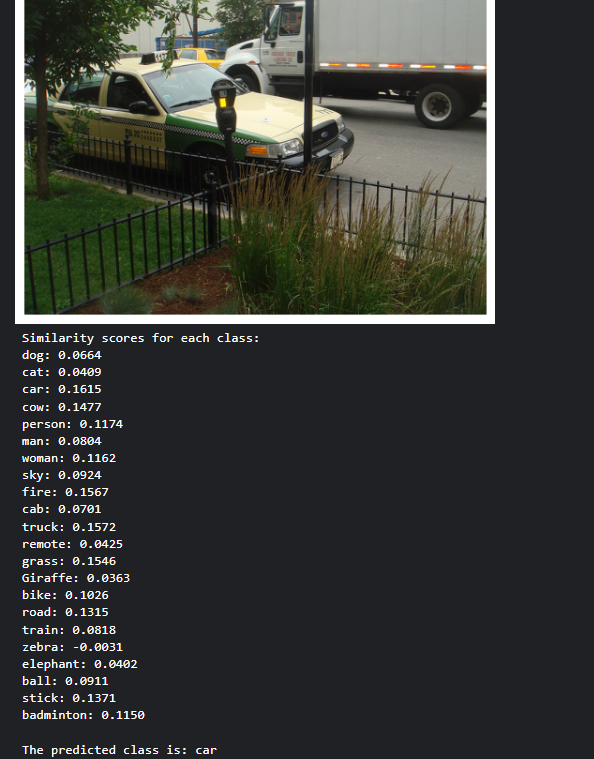 Similarity scores for each class:
dog: 0.0664
cat: 0.0409
car: 0.1615
cow: 0.1477
person: 0.1174
man: 0.0804
woman: 0.1162
sky: 0.0924
fire: 0.1567
cab: 0.0701
truck: 0.1572
remote: 0.0425
grass: 0.1546
Giraffe: 0.0363
bike: 0.1026
road: 0.1315
train: 0.0818
zebra: -0.0031
elephant: 0.0402
ball: 0.0911
stick: 0.1371
badminton: 0.1150
The predicted class is: car